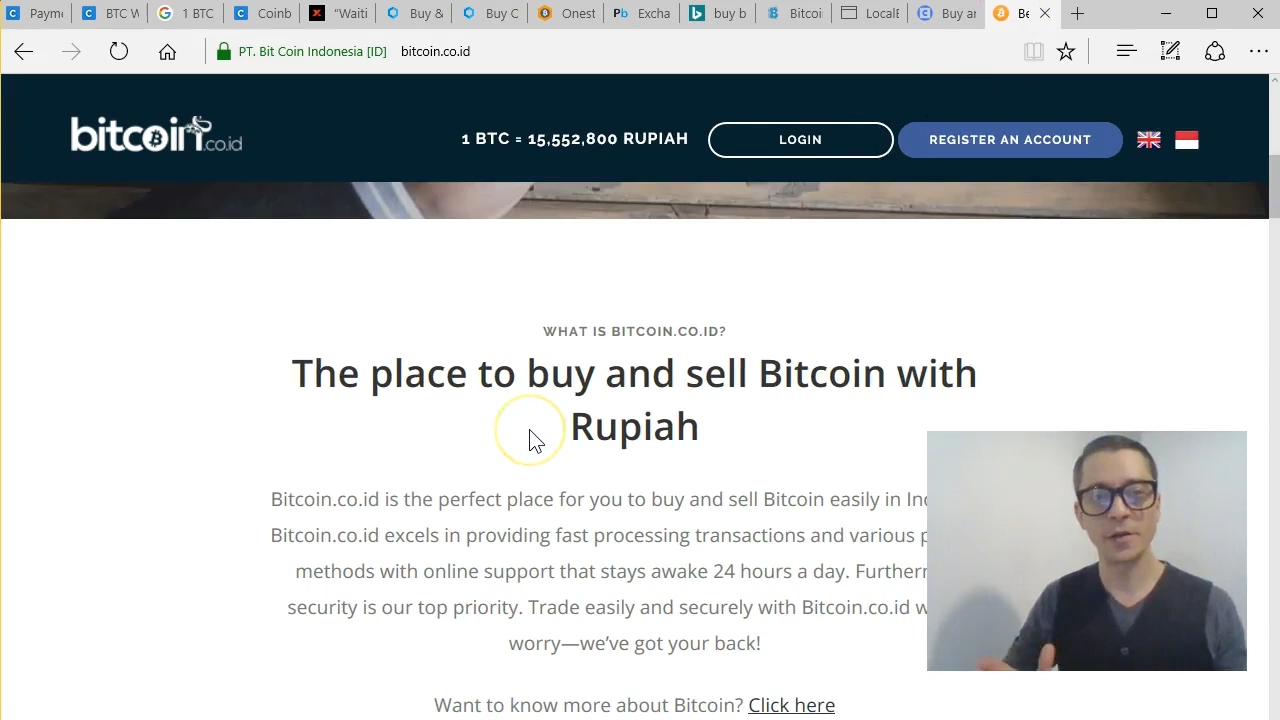 Paym
BTC W
1 BTC
Coinb
"Waiti
Buy &
Buy C
Onest
Excha
buy b
Bitcoin
LocalB
Buy an
Be
PT. Bit Coin Indonesia [ID] bitcoin.co.id
bitcoin.co.id
1 BTC = 15,552,800 RUPIAH
LOGIN
REGISTER AN ACCOUNT
WHAT IS BITCOIN.CO.ID?
The place to buy and sell Bitcoin with
Rupiah
Bitcoin.co.id is the perfect place for you to buy and sell Bitcoin easily in Ind
Bitcoin.co.id excels in providing fast processing transactions and various p
methods with online support that stays awake 24 hours a day. Furthern
security is our top priority. Trade easily and securely with Bitcoin.co.id w
worry—we've got your back!
Want to know more about Bitcoin? Click here